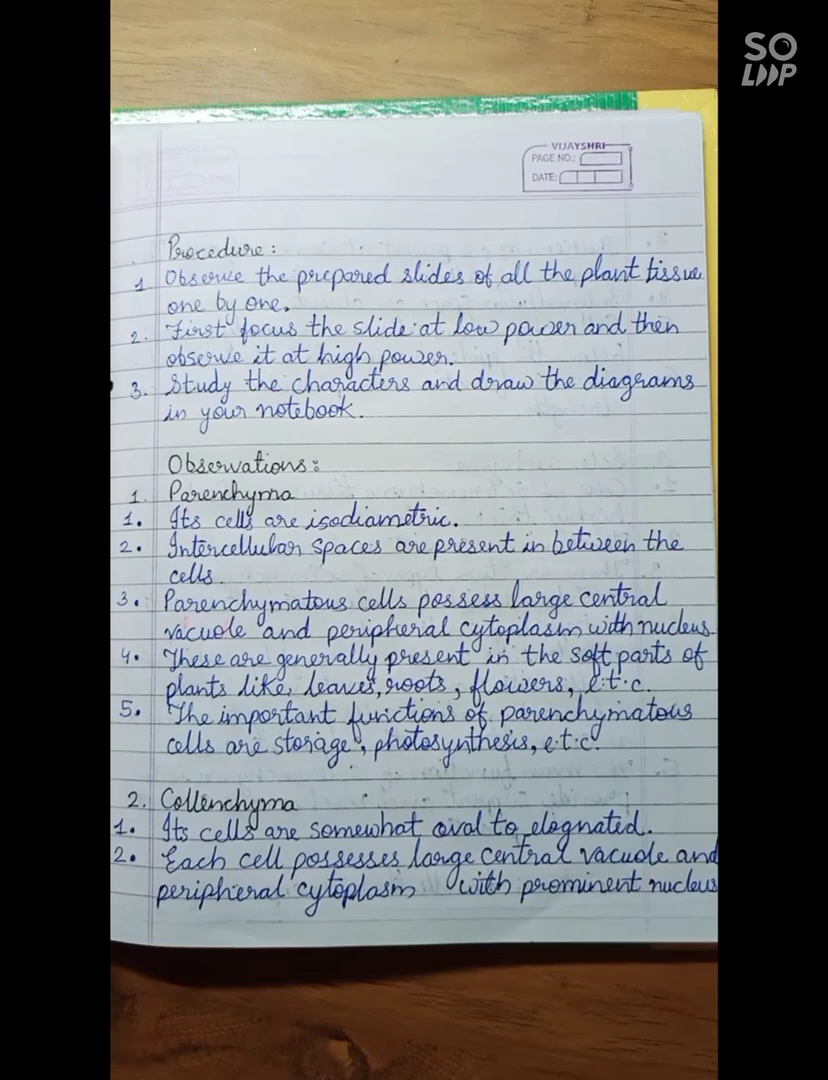 SO
LOOP
VIJAYSHRI
PAGE NO.:
DATE:
Procedure:
1. Observe the prepared slides of all the plant tissue
one by one.
2. First focus the slide at low power and then
observe it at high power.
3. Study the characters and draw the diagrams
in your notebook.
Observations:
1. Parenchyma
1. Its cells are isodiametric.
2. Intercellular spaces are present in between the
cells.
3. Parenchymatous cells possess large central
vacuole and peripheral cytoplasm with nucleus.
4. These are generally present in the soft parts of
plants like, leaves, roots, flowers, e.t.c.
5. The important functions of parenchymatous
cells are storage, photosynthesis, e.t.c.
2. Collenchyma
1. Its cells are somewhat oval to elognated.
2. Each cell possesses large central vacuole and
peripheral cytoplasm with prominent nucleus